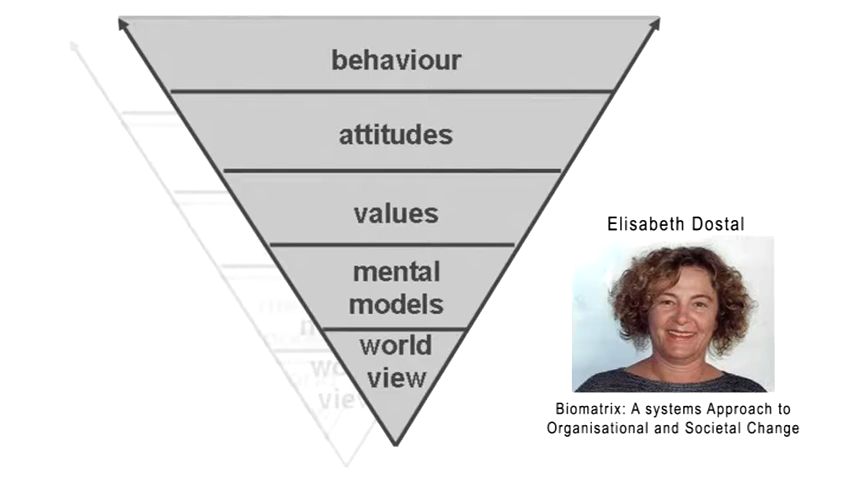 behaviour
attitudes
values
mental
models
world
view
Elisabeth Dostal
Biomatrix: A systems Approach to
Organisational and Societal Change